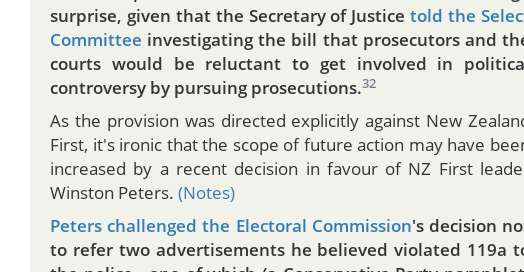 surprise, given that the Secretary of Justice told the Selec
Committee investigating the bill that prosecutors and the
courts would be reluctant to get involved in politica
controversy by pursuing prosecutions.32
As the provision was directed explicitly against New Zealand
First, it's ironic that the scope of future action may have been
increased by a recent decision in favour of NZ First leade
Winston Peters. (Notes)
Peters challenged the Electoral Commission's decision no
to refer two advertisements he believed violated 119a to